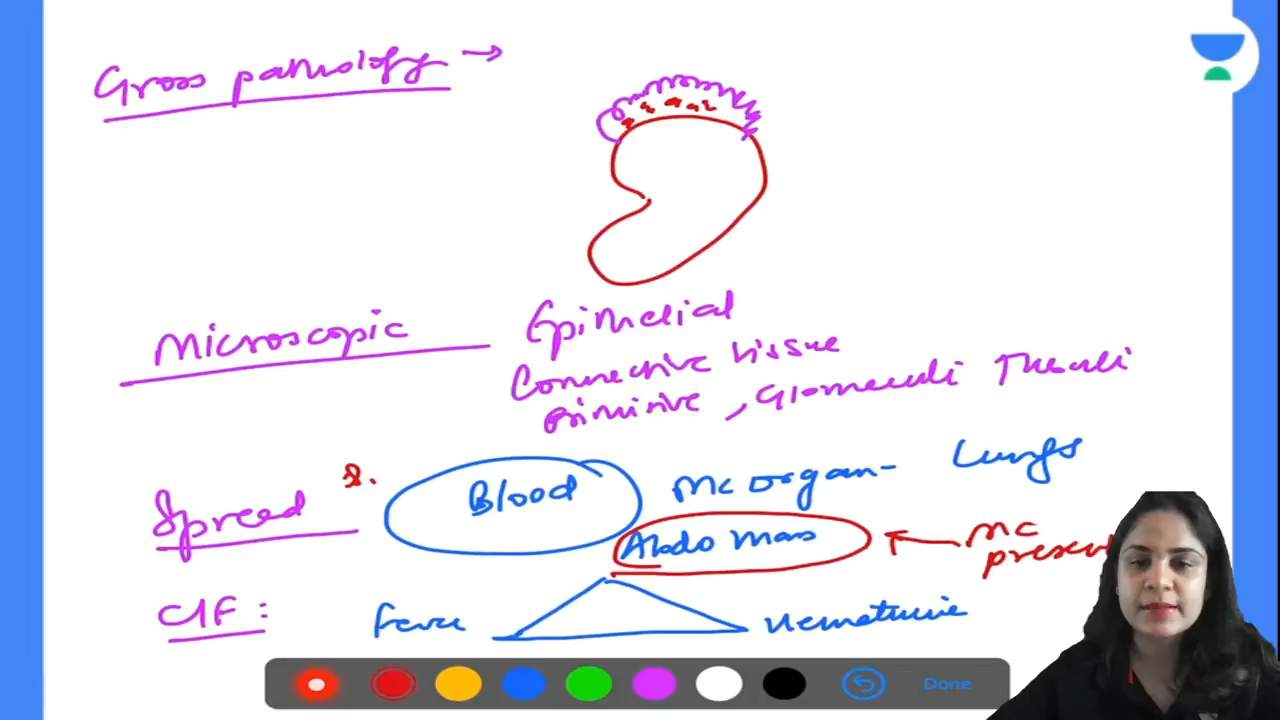 Gross pathology →
Microscopic Epithelial
Connective tissue
Primitive, Glomeruli Tubuli
Spread Blood MC organ- Lungs
Abdo Mass ← MC present
C/F: Fever Hematuria
Done